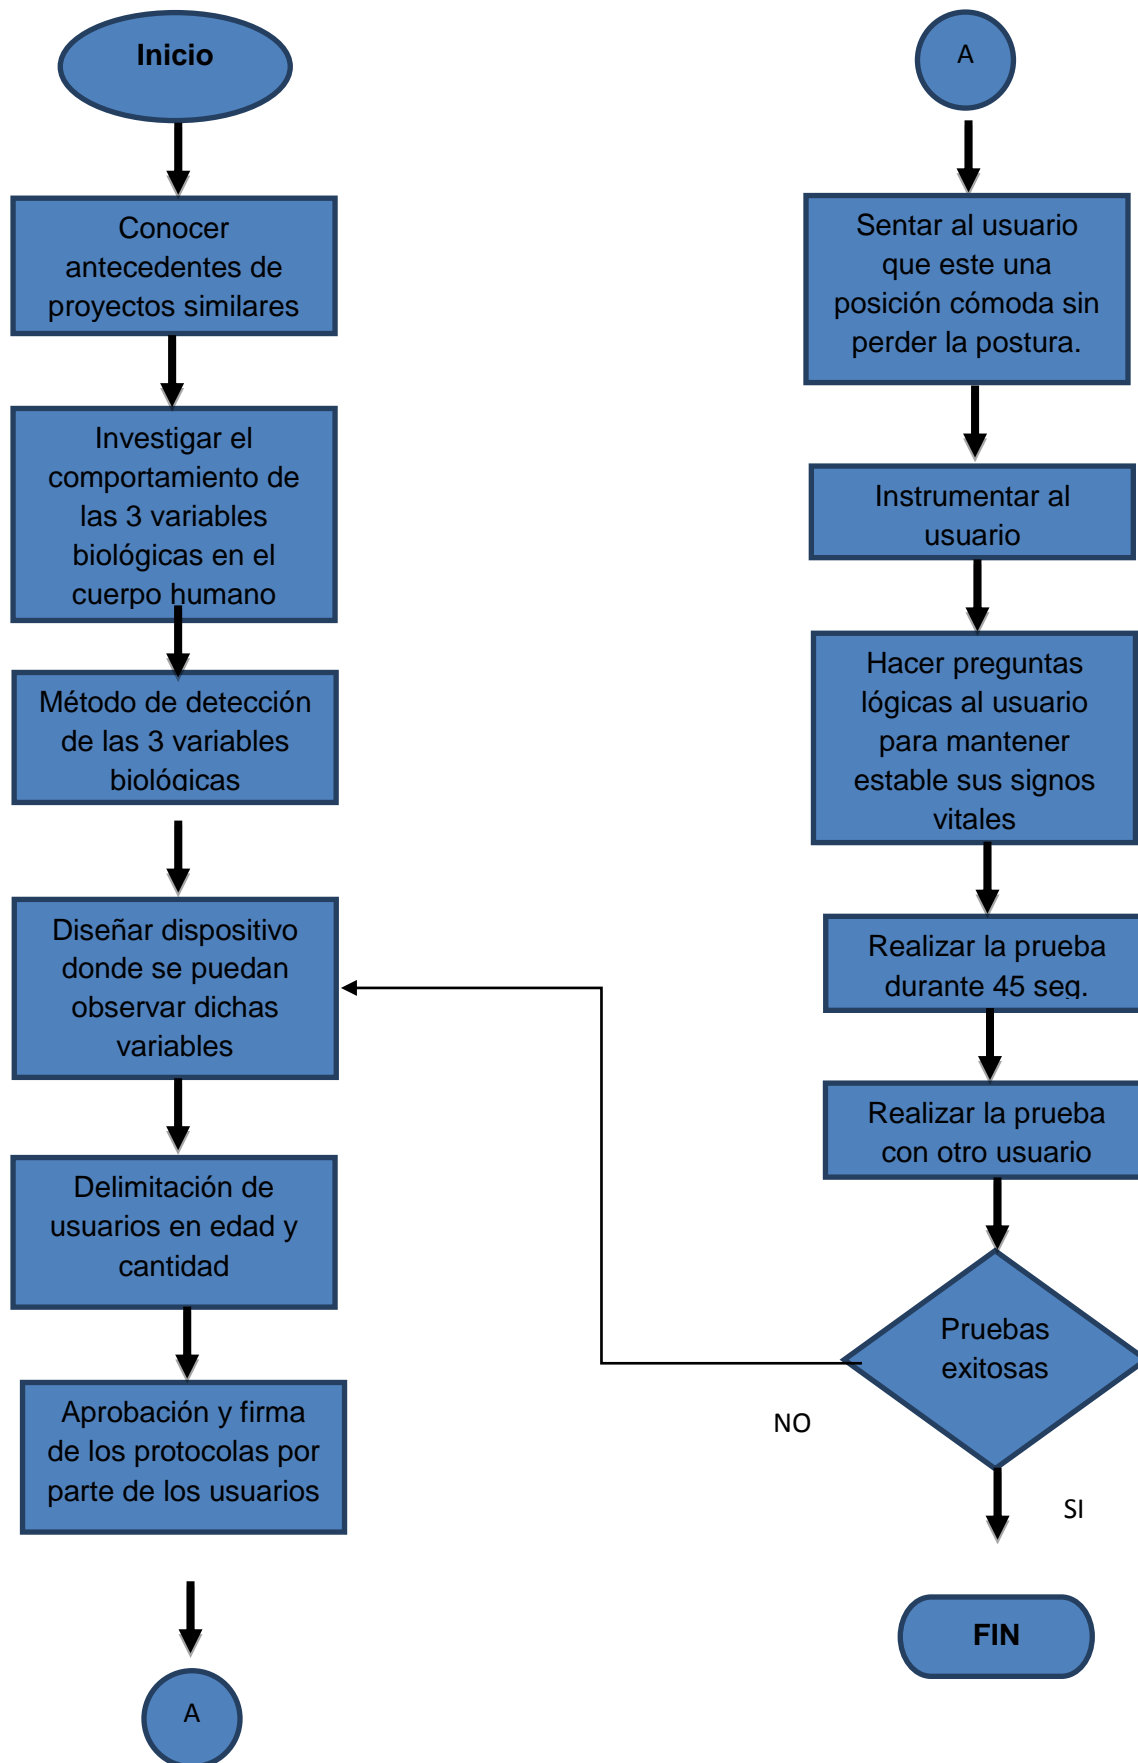 Inicio
Conocer
antecedentes de
proyectos similares
Investigar el
comportamiento de
las 3 variables
biológicas en el
cuerpo humano
Método de detección
de las 3 variables
biológicas
Diseñar dispositivo
donde se puedan
observar dichas
variables
Delimitación de
usuarios en edad y
cantidad
Aprobación y firma
de los protocolas por
parte de los usuarios
A
A
Sentar al usuario
que este una
posición cómoda sin
perder la postura.
Instrumentar al
usuario
Hacer preguntas
lógicas al usuario
para mantener
estable sus signos
vitales
Realizar la prueba
durante 45 seg.
Realizar la prueba
con otro usuario
Pruebas
exitosas
NO
SI
FIN